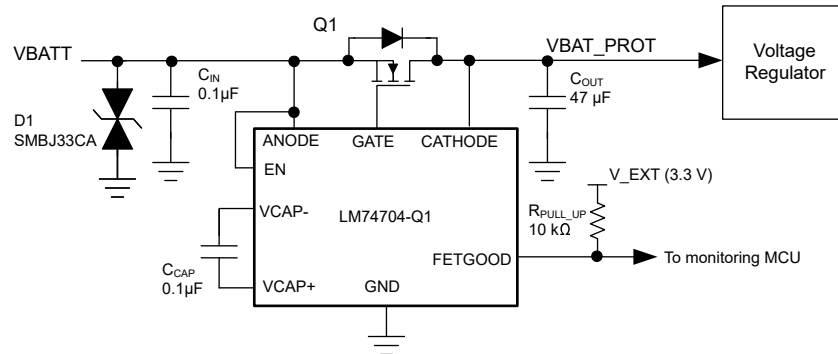 Q1
VBATT
VBAT_PROT
Voltage
Regulator
CIN
0.1µF
COUT
47 µF
D1
SMBJ33CA
ANODE
GATE
CATHODE
EN
V_EXT (3.3 V)
VCAP-
LM74704-Q1
RPULL_UP
10 kΩ
FETGOOD
To monitoring MCU
CCAP
0.1µF
VCAP+
GND